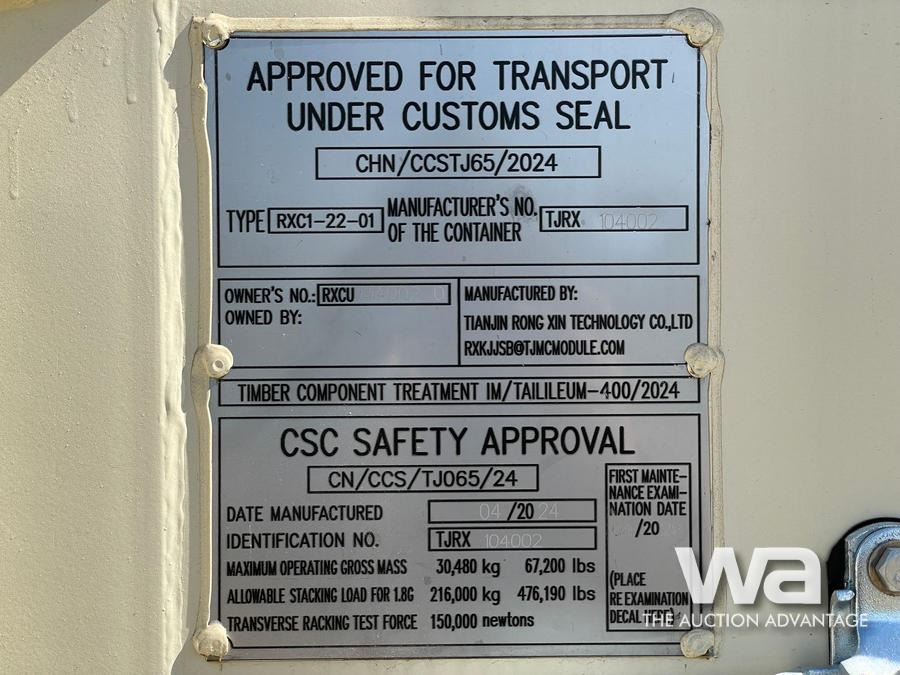 APPROVED FOR TRANSPORT
UNDER CUSTOMS SEAL
CHN/CCSTJ65/2024
TYPE RXC1-22-01 MANUFACTURER'S NO. OF THE CONTAINER TJRX 104002
OWNER'S NO.: RXCU
OWNED BY:
MANUFACTURED BY:
TIANJIN RONG XIN TECHNOLOGY CO.,LTD
RXKJJSB@TJMCMODULE.COM
TIMBER COMPONENT TREATMENT IM/TAILILEUM-400/2024
CSC SAFETY APPROVAL
CN/CCS/TJ065/24
DATE MANUFACTURED 04/2024
IDENTIFICATION NO. TJRX 104002
MAXIMUM OPERATING GROSS MASS 30,480 kg 67,200 lbs
ALLOWABLE STACKING LOAD FOR 1.8G 216,000 kg 476,190 lbs
TRANSVERSE RACKING TEST FORCE 150,000 newtons
FIRST MAINTE-
NANCE EXAMI-
NATION DATE
/20
(PLACE
RE EXAMINATION
DECAL HERE)
wa
THE AUCTION ADVANTAGE